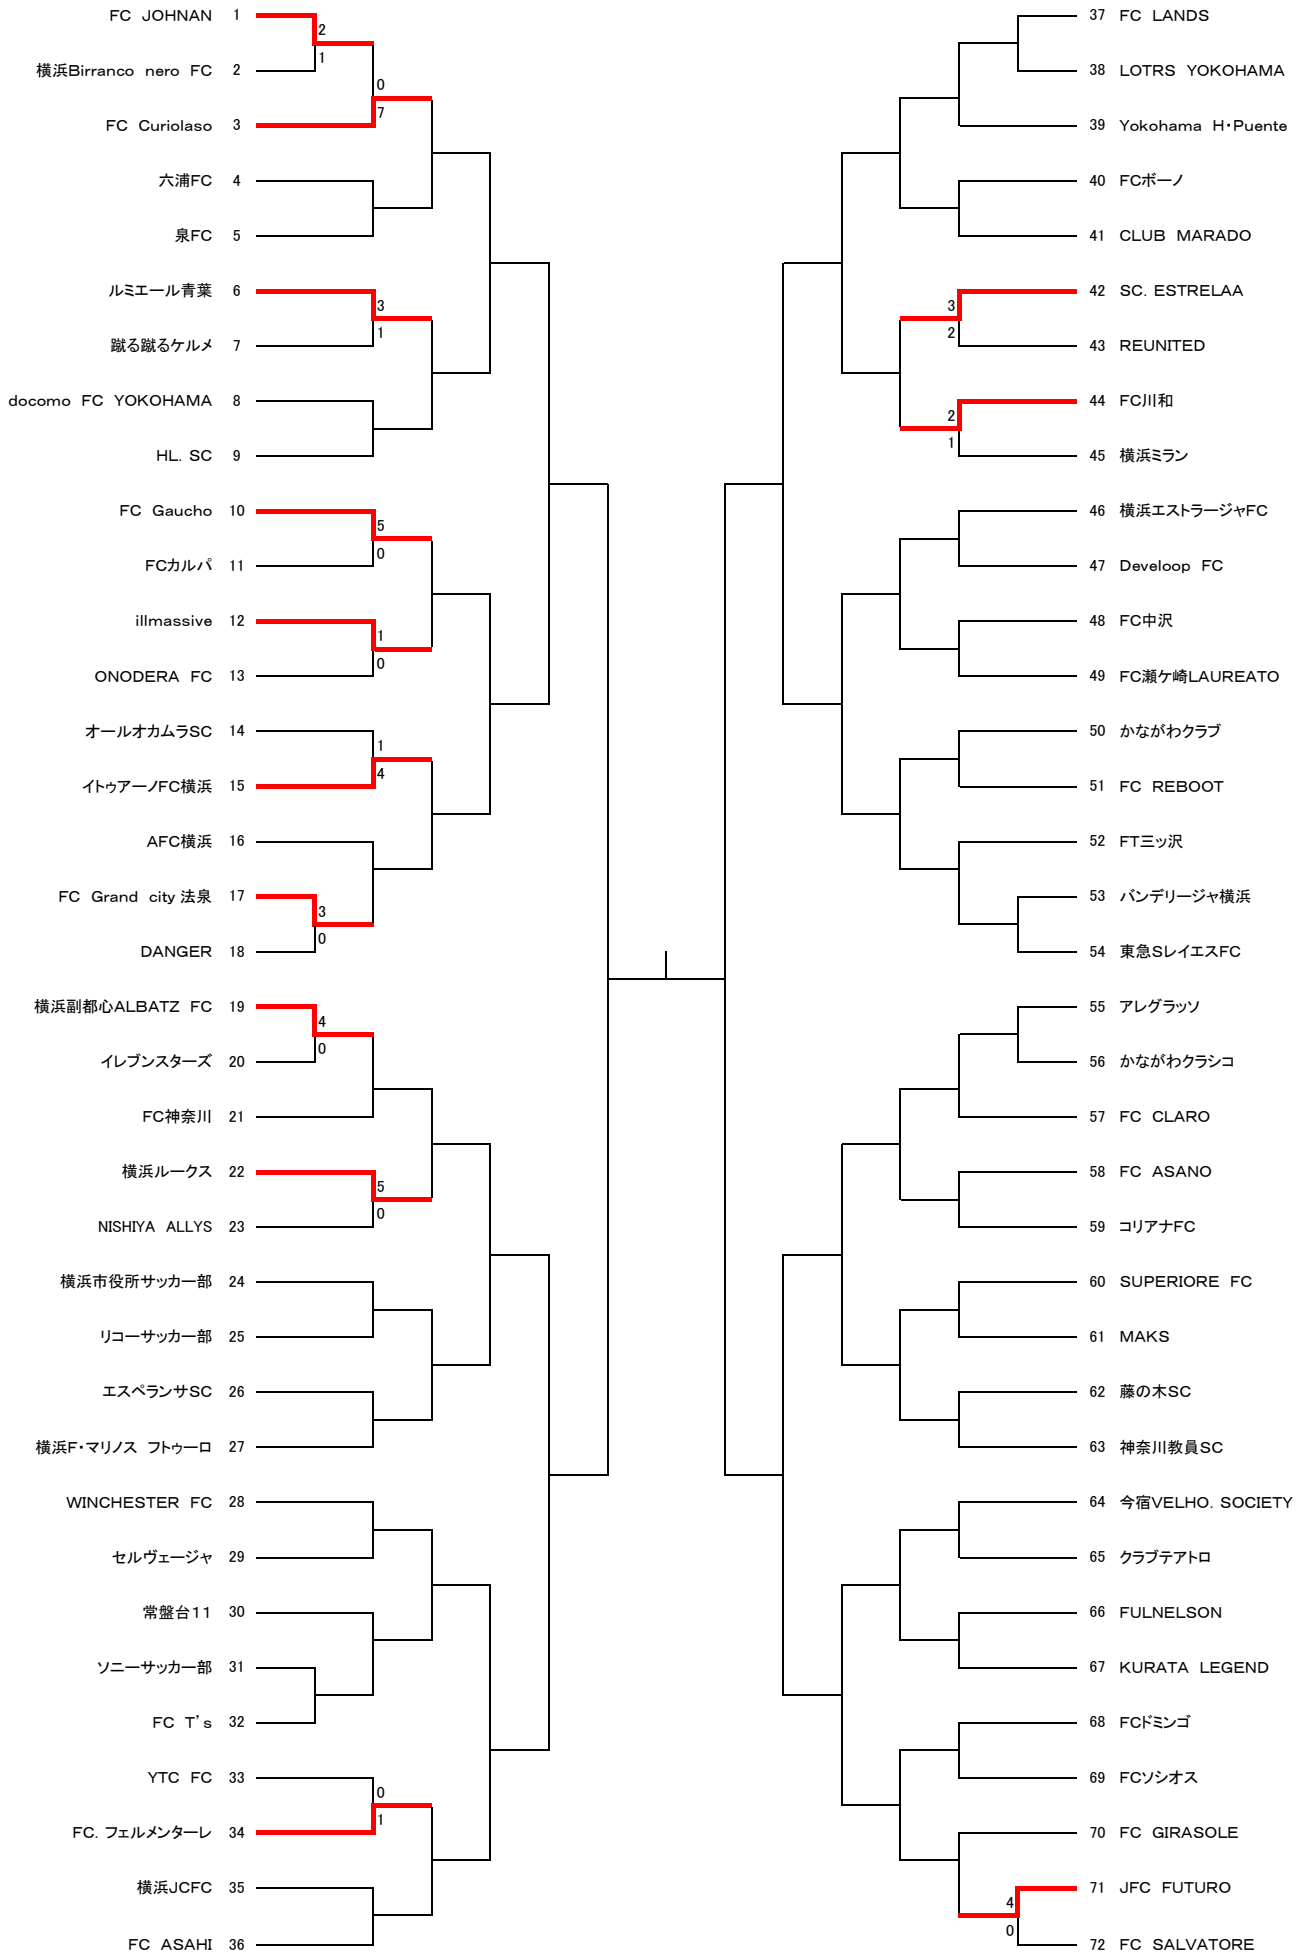 FC JOHNAN 1
2
1
横浜Birranco nero FC 2
0
7
FC Curiolaso 3
六浦FC 4
泉FC 5
ルミエール青葉 6
3
1
蹴る蹴るケルメ 7
docomo FC YOKOHAMA 8
HL. SC 9
FC Gaucho 10
5
0
FCカルパ 11
illmassive 12
1
0
ONODERA FC 13
オールオカムラSC 14
1
4
イトゥアーノFC横浜 15
AFC横浜 16
FC Grand city 法泉 17
3
0
DANGER 18
横浜副都心ALBATZ FC 19
4
0
イレブンスターズ 20
FC神奈川 21
横浜ルークス 22
5
0
NISHIYA ALLYS 23
横浜市役所サッカー部 24
リコーサッカー部 25
エスペランサSC 26
横浜F・マリノス フトゥーロ 27
WINCHESTER FC 28
セルヴェージャ 29
常盤台11 30
ソニーサッカー部 31
FC T's 32
YTC FC 33
0
1
FC. フェルメンターレ 34
横浜JCFC 35
FC ASAHI 36
37 FC LANDS
38 LOTRS YOKOHAMA
39 Yokohama H・Puente
40 FCボーノ
41 CLUB MARADO
42 SC. ESTRELAA
3
2
43 REUNITED
44 FC川和
2
1
45 横浜ミラン
46 横浜エストラージャFC
47 Develoop FC
48 FC中沢
49 FC瀬ケ崎LAUREATO
50 かながわクラブ
51 FC REBOOT
52 FT三ッ沢
53 バンデリージャ横浜
54 東急SレイエスFC
55 アレグラッソ
56 かながわクラシコ
57 FC CLARO
58 FC ASANO
59 コリアナFC
60 SUPERIORE FC
61 MAKS
62 藤の木SC
63 神奈川教員SC
64 今宿VELHO. SOCIETY
65 クラブテアトロ
66 FULNELSON
67 KURATA LEGEND
68 FCドミンゴ
69 FCソシオス
70 FC GIRASOLE
71 JFC FUTURO
4
0
72 FC SALVATORE